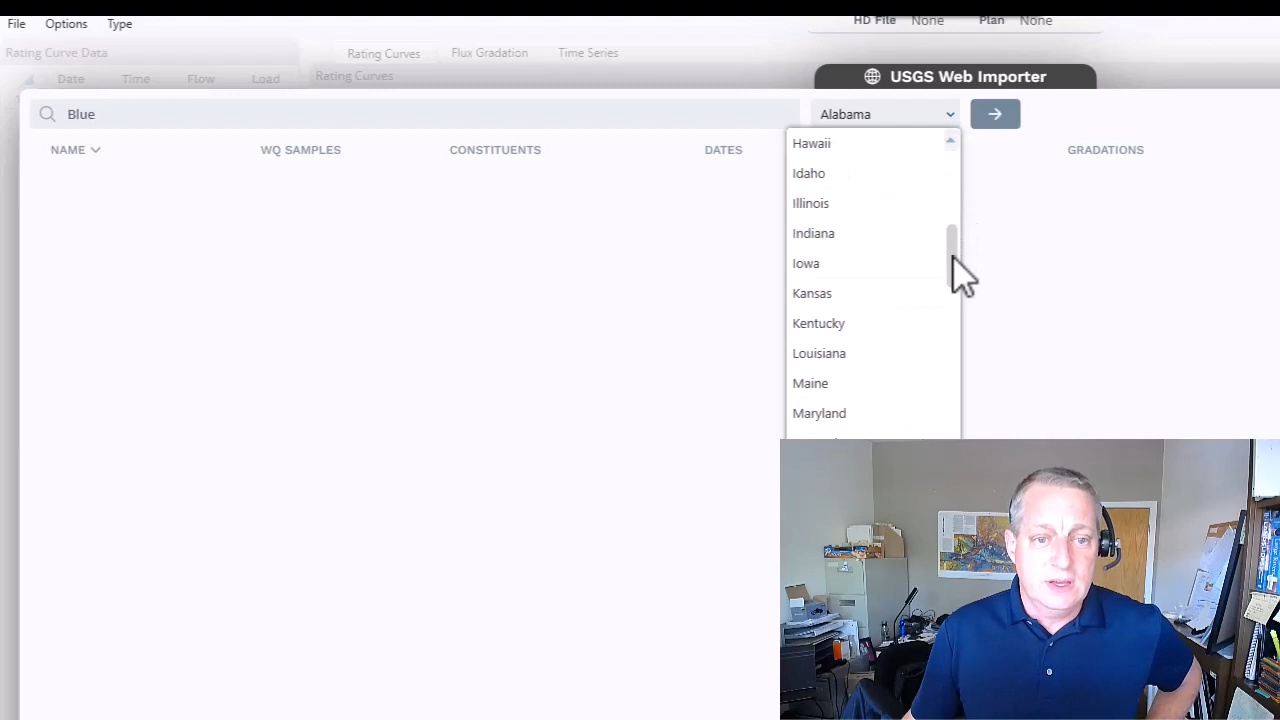 File Options Type
HD File None Plan None
Rating Curve Data
Rating Curves Flux Gradation Time Series
Date Time Flow Load
Rating Curves
USGS Web Importer
Blue
Alabama
NAME WQ SAMPLES CONSTITUENTS DATES GRADATIONS
Hawaii
Idaho
Illinois
Indiana
Iowa
Kansas
Kentucky
Louisiana
Maine
Maryland